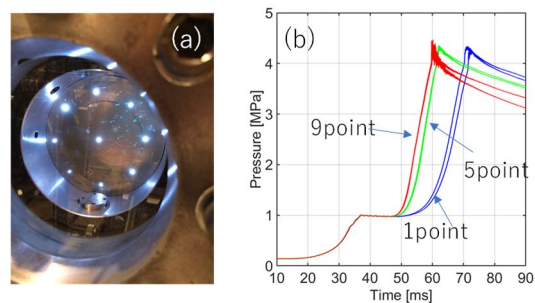 (a)
(b)
Pressure [MPa]
5
4
3
2
1
0
9point
5point
1point
10 20 30 40 50 60 70 80 90
Time [ms]